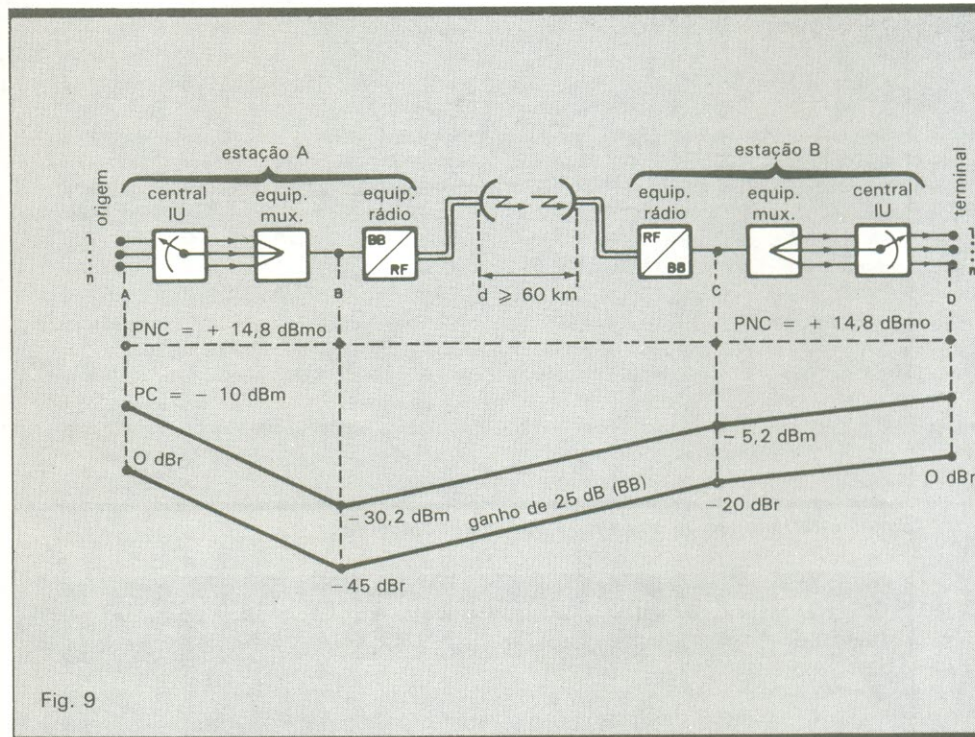 estação A
estação B
origem
central IU
equip. mux.
equip. rádio
equip. rádio
equip. mux.
central IU
terminal
1
n
BB
RF
RF
BB
1
n
A
B
d ⩾ 60 km
C
D
PNC = + 14,8 dBmo
PNC = + 14,8 dBmo
PC = − 10 dBm
− 5,2 dBm
O dBr
O dBr
− 30,2 dBm
ganho de 25 dB (BB)
− 20 dBr
− 45 dBr
Fig. 9